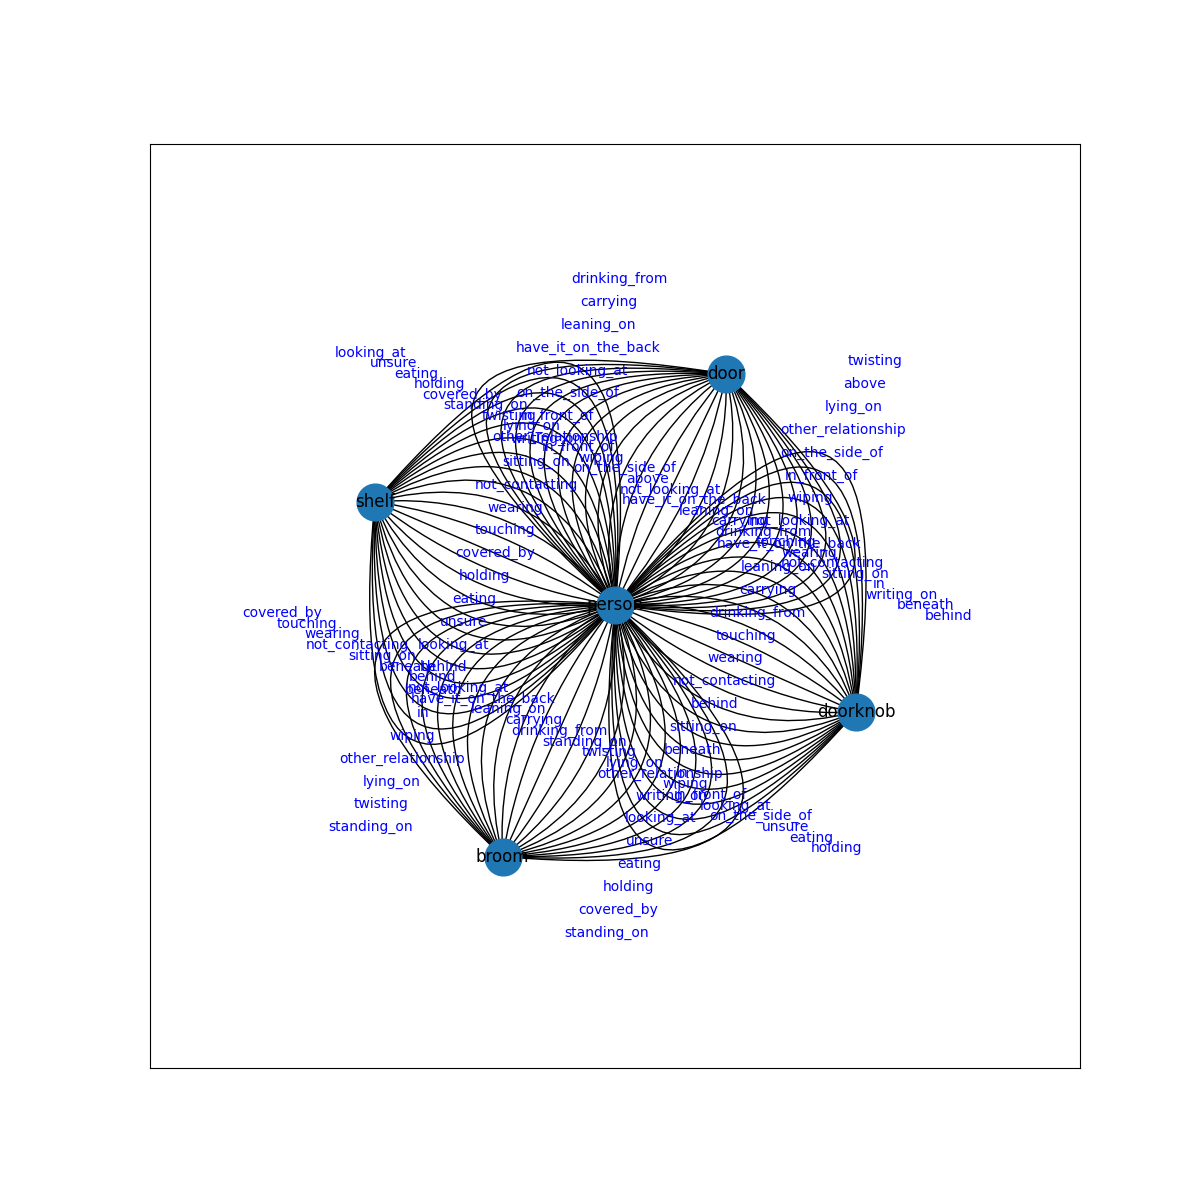 drinking_from
carrying
leaning_on
have_it_on_the_back
looking_at
unsure
eating
holding
covered_by
standing_on
not_looking_at
on_the_side_of
in_front_of
twisting
lying_on
other_relationship
writing_on
in_front_of
wiping
sitting_on
on_the_side_of
above
not_contacting
not_looking_at
have_it_on_the_back
wearing
leaning_on
carrying
touching
drinking_from
covered_by
holding
eating
unsure
looking_at
door
twisting
above
lying_on
other_relationship
on_the_side_of
in_front_of
wiping
not_looking_at
touching
have_it_on_the_back
wearing
not_contacting
leaning_on
sitting_on
in
carrying
writing_on
beneath
drinking_from
behind
shelf
person
covered_by
touching
wearing
not_contacting
sitting_on
beneath
behind
behind
beneath
not_looking_at
have_it_on_the_back
leaning_on
in
carrying
wiping
drinking_from
standing_on
other_relationship
twisting
lying_on
lying_on
other_relationship
twisting
wiping
standing_on
touching
wearing
not_contacting
behind
doorknob
sitting_on
beneath
in
writing_on
in_front_of
looking_at
on_the_side_of
looking_at
unsure
unsure
eating
holding
eating
broom
holding
covered_by
standing_on